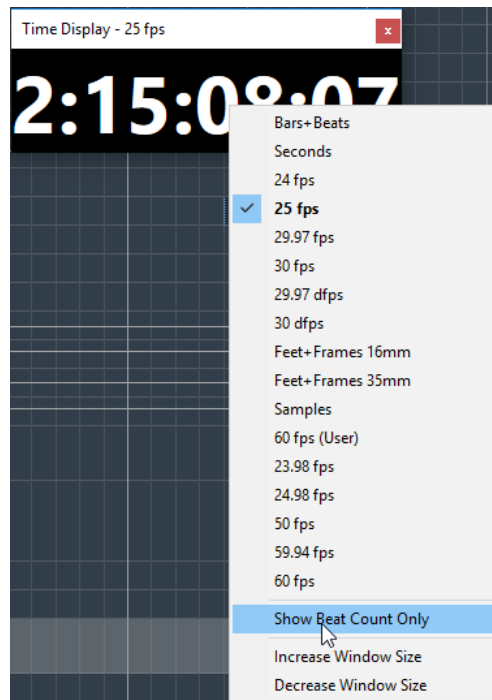 Time Display - 25 fps
x
2:15:08:07
Bars+Beats
Seconds
24 fps
25 fps
29.97 fps
30 fps
29.97 dfps
30 dfps
Feet+Frames 16mm
Feet+Frames 35mm
Samples
60 fps (User)
23.98 fps
24.98 fps
50 fps
59.94 fps
60 fps
Show Beat Count Only
Increase Window Size
Decrease Window Size